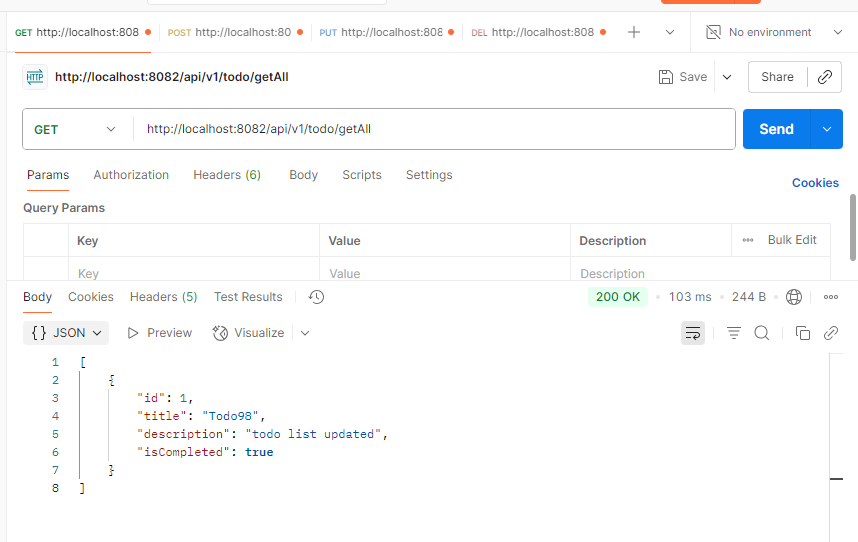 GET http://localhost:808 POST http://localhost:80 PUT http://localhost:808 DEL http://localhost:808 No environment
HTTP http://localhost:8082/api/v1/todo/getAll Save Share
GET http://localhost:8082/api/v1/todo/getAll Send
Params Authorization Headers (6) Body Scripts Settings Cookies
Query Params
Key Value Description Bulk Edit
Key Value Description
Body Cookies Headers (5) Test Results 200 OK 103 ms 244 B
{} JSON Preview Visualize
1 [
2 {
3 "id": 1,
4 "title": "Todo98",
5 "description": "todo list updated",
6 "isCompleted": true
7 }
8 ]